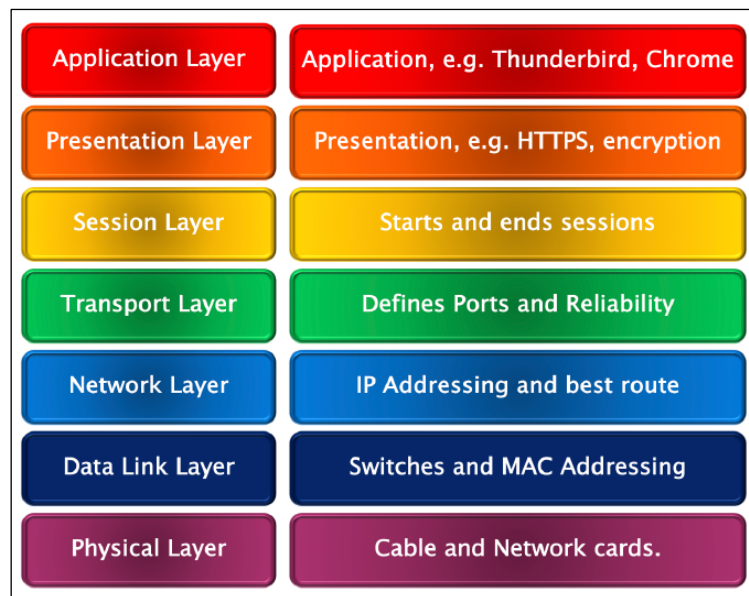 Application Layer
Application, e.g. Thunderbird, Chrome
Presentation Layer
Presentation, e.g. HTTPS, encryption
Session Layer
Starts and ends sessions
Transport Layer
Defines Ports and Reliability
Network Layer
IP Addressing and best route
Data Link Layer
Switches and MAC Addressing
Physical Layer
Cable and Network cards.